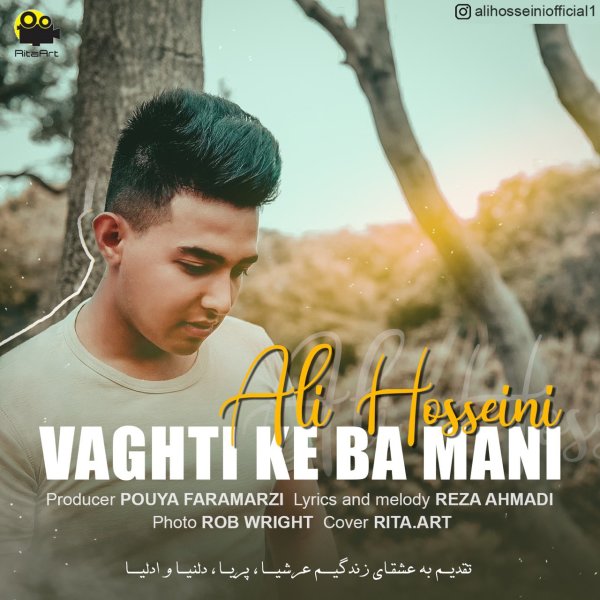 RitaArt
alihosseiniofficial1
Ali Hosseini
VAGHTI KE BA MANI
Producer POUYA FARAMARZI Lyrics and melody REZA AHMADI
Photo ROB WRIGHT Cover RITA.ART
تقدیم به عشقای زندگیم عرشیا، پریا، دلنیا و ادلیا